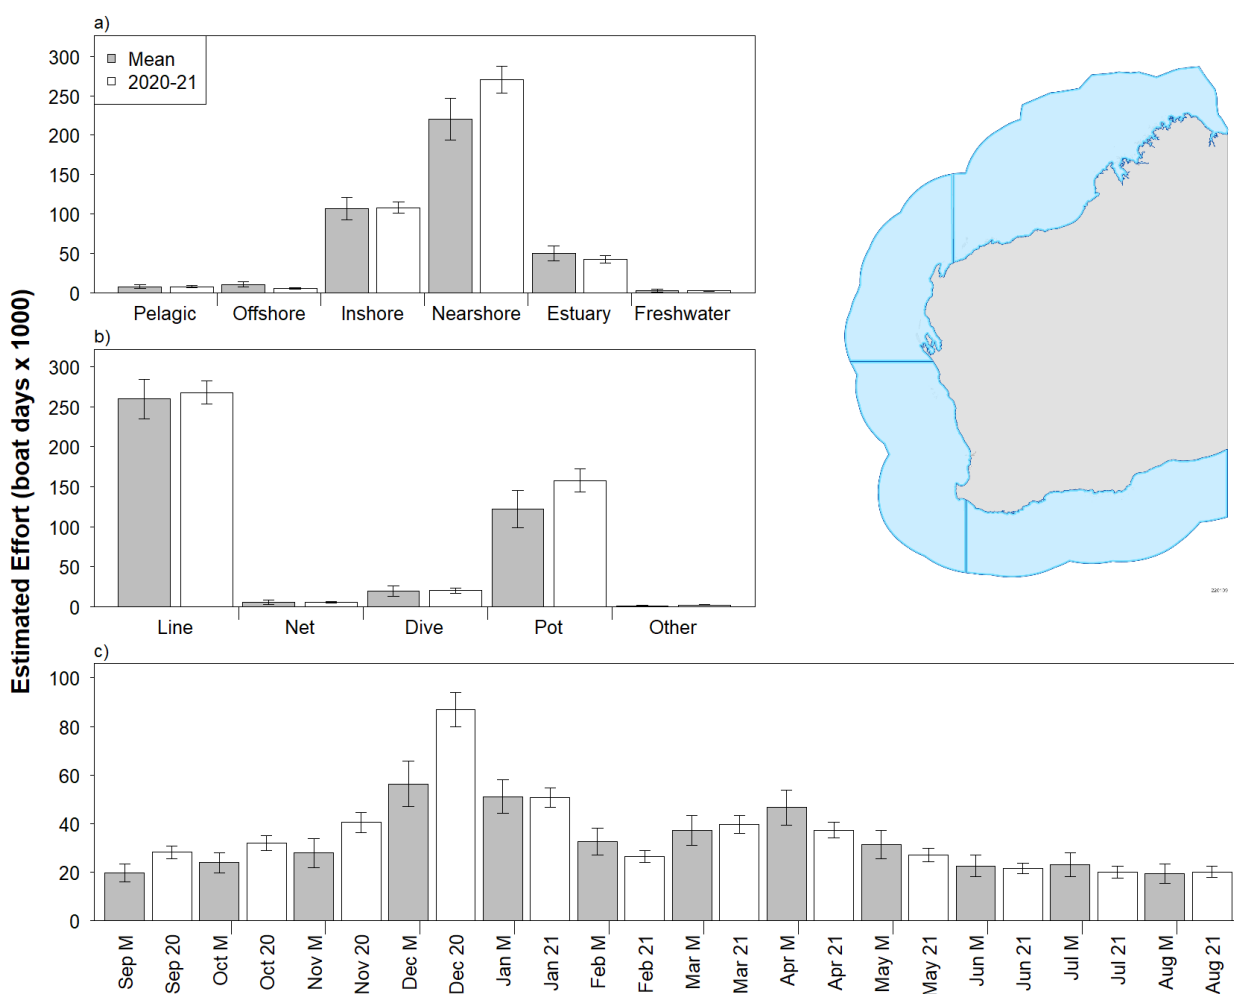 a)
300
250
200
150
100
50
0
Mean
2020-21
Pelagic Offshore Inshore Nearshore Estuary Freshwater
b)
300
250
200
150
100
50
0
Line Net Dive Pot Other
Estimated Effort (boat days x 1000)
c)
100
80
60
40
20
0
Sep M
Sep 20
Oct M
Oct 20
Nov M
Nov 20
Dec M
Dec 20
Jan M
Jan 21
Feb M
Feb 21
Mar M
Mar 21
Apr M
Apr 21
May M
May 21
Jun M
Jun 21
Jul M
Jul 21
Aug M
Aug 21